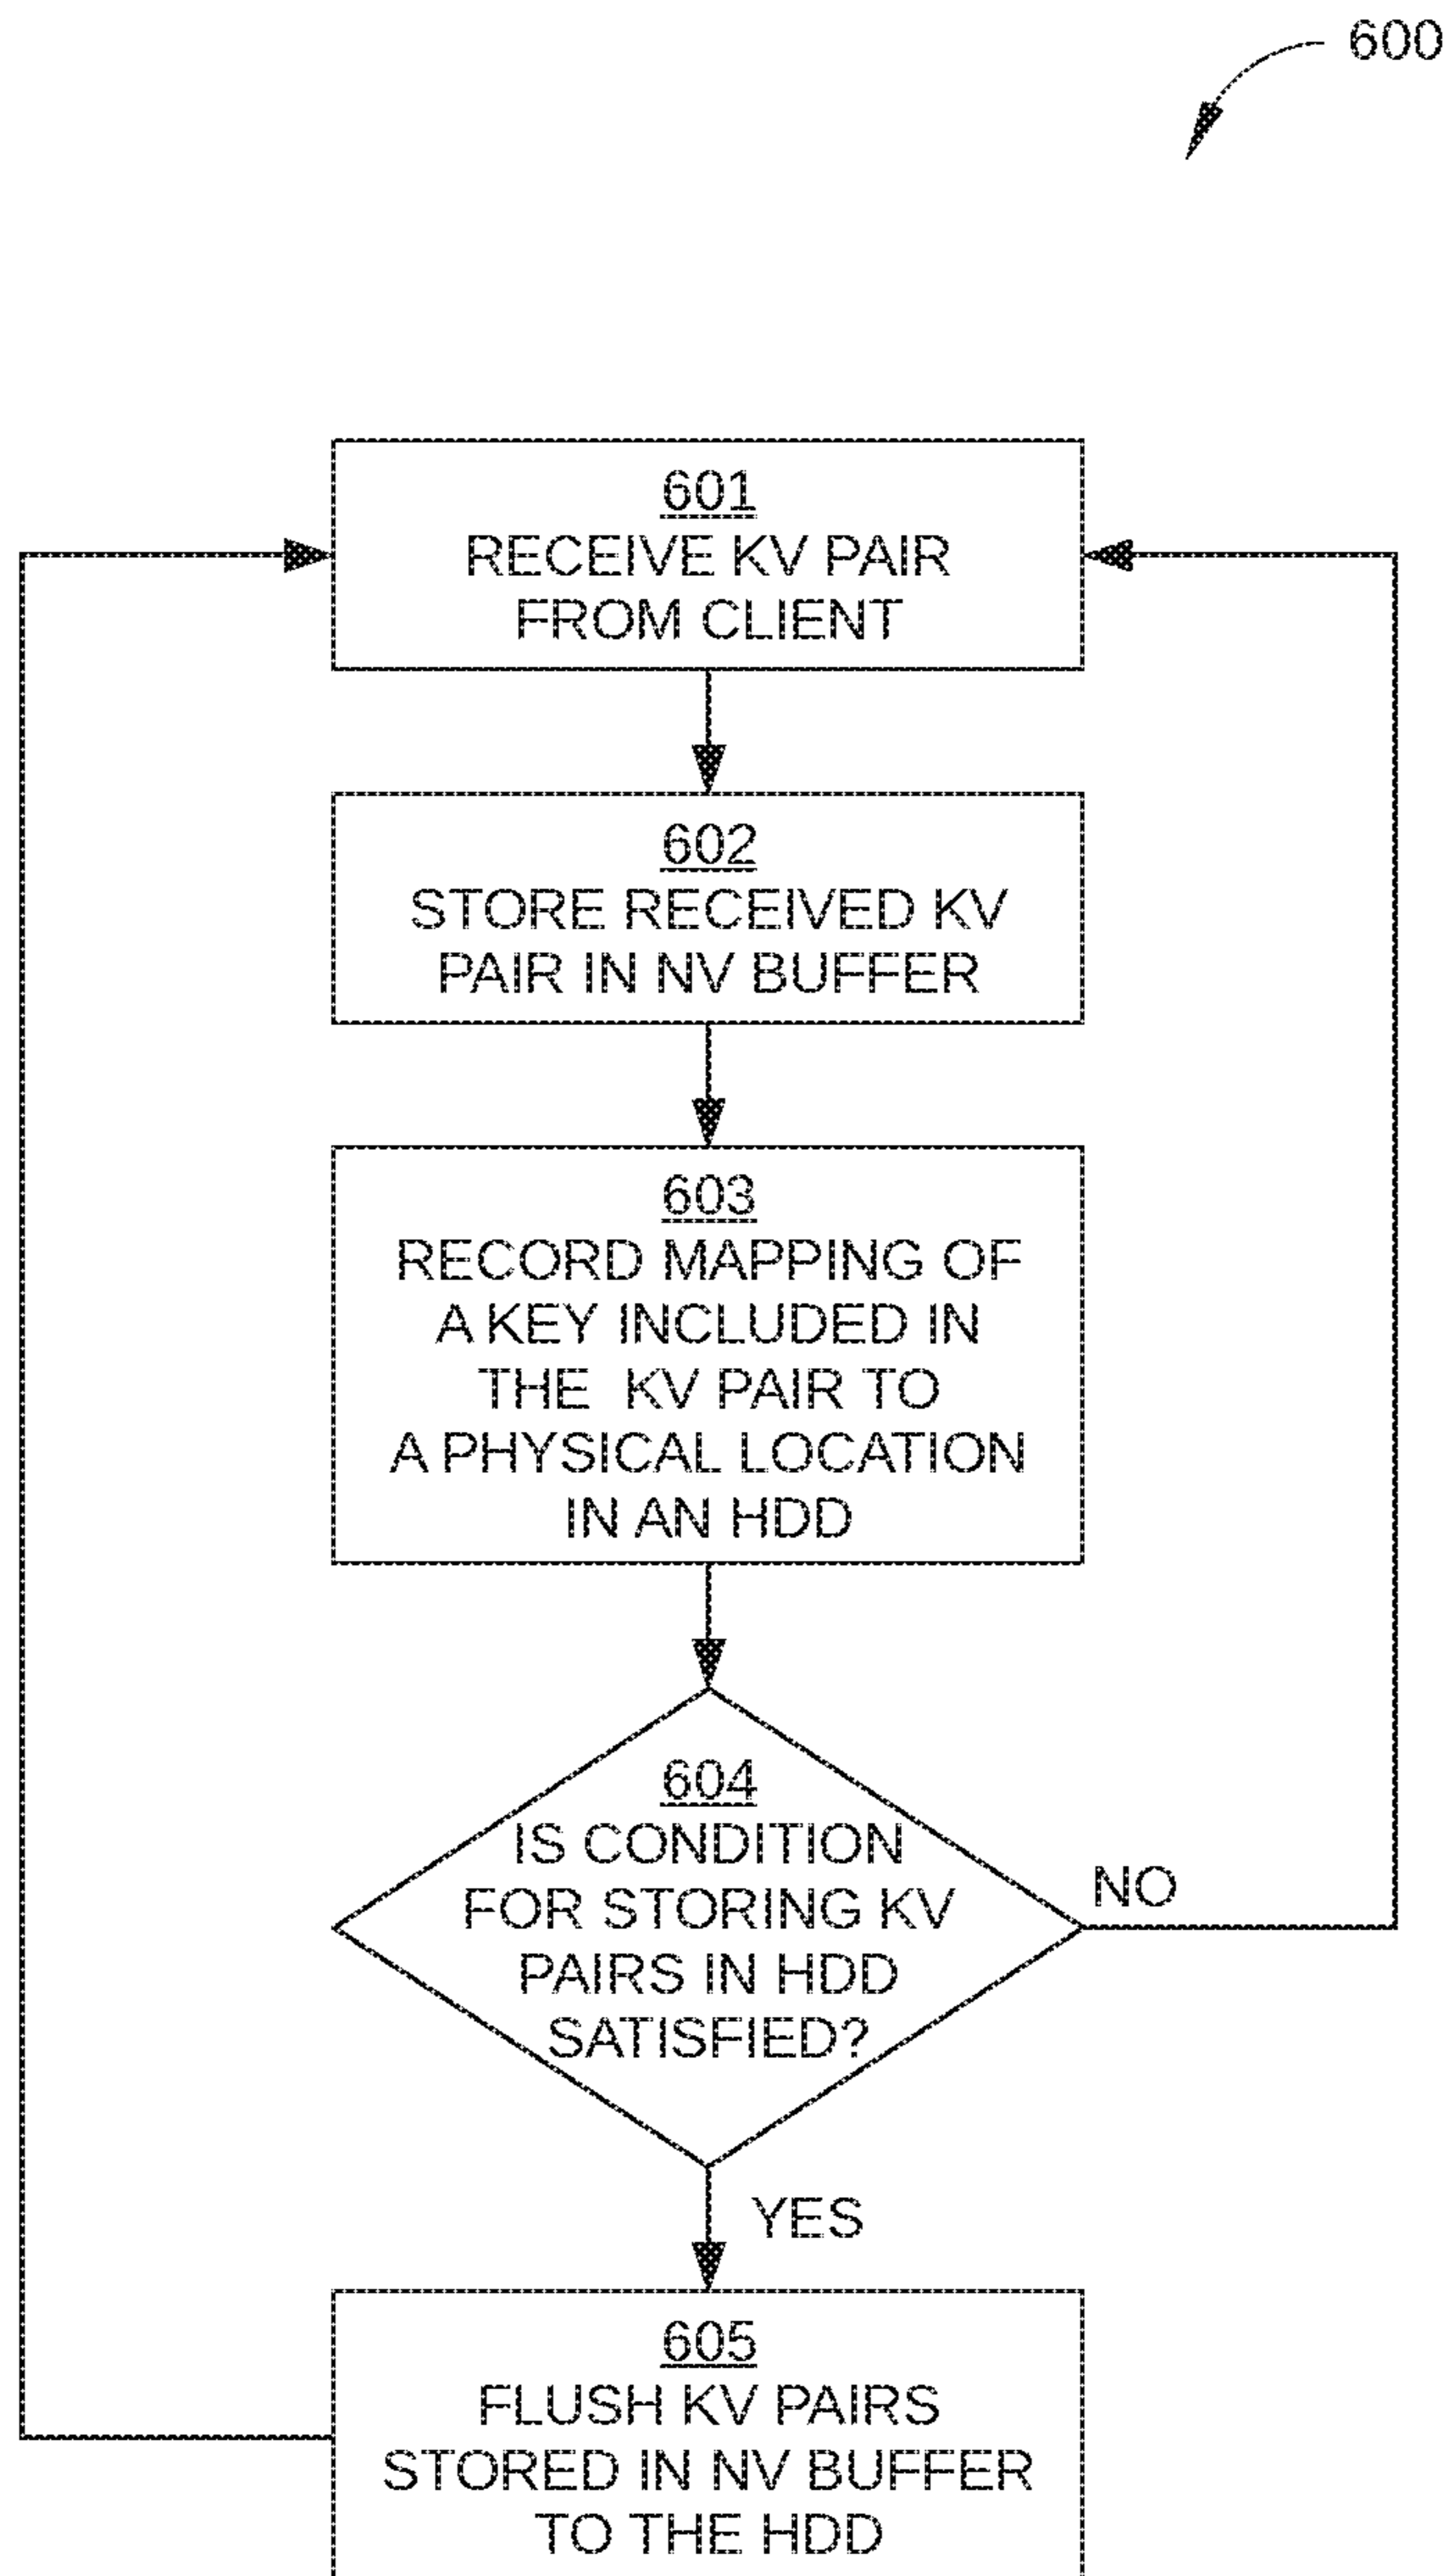 600
601
RECEIVE KV PAIR
FROM CLIENT
602
STORE RECEIVED KV
PAIR IN NV BUFFER
603
RECORD MAPPING OF
A KEY INCLUDED IN
THE KV PAIR TO
A PHYSICAL LOCATION
IN AN HDD
604
IS CONDITION
FOR STORING KV
PAIRS IN HDD
SATISFIED?
NO
YES
605
FLUSH KV PAIRS
STORED IN NV BUFFER
TO THE HDD